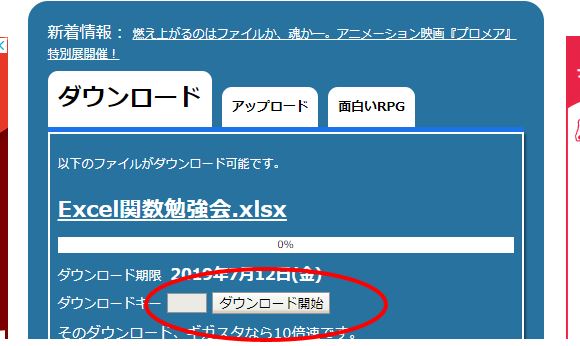 新着情報： 燃え上がるのはファイルか、魂かー。アニメーション映画『プロメア』
特別展開催！
ダウンロード
アップロード
面白いRPG
以下のファイルがダウンロード可能です。
Excel関数勉強会.xlsx
0%
ダウンロード期限 2019年7月12日(金)
ダウンロードキー ダウンロード開始
そのダウンロード、ギガスタなら10倍速です。